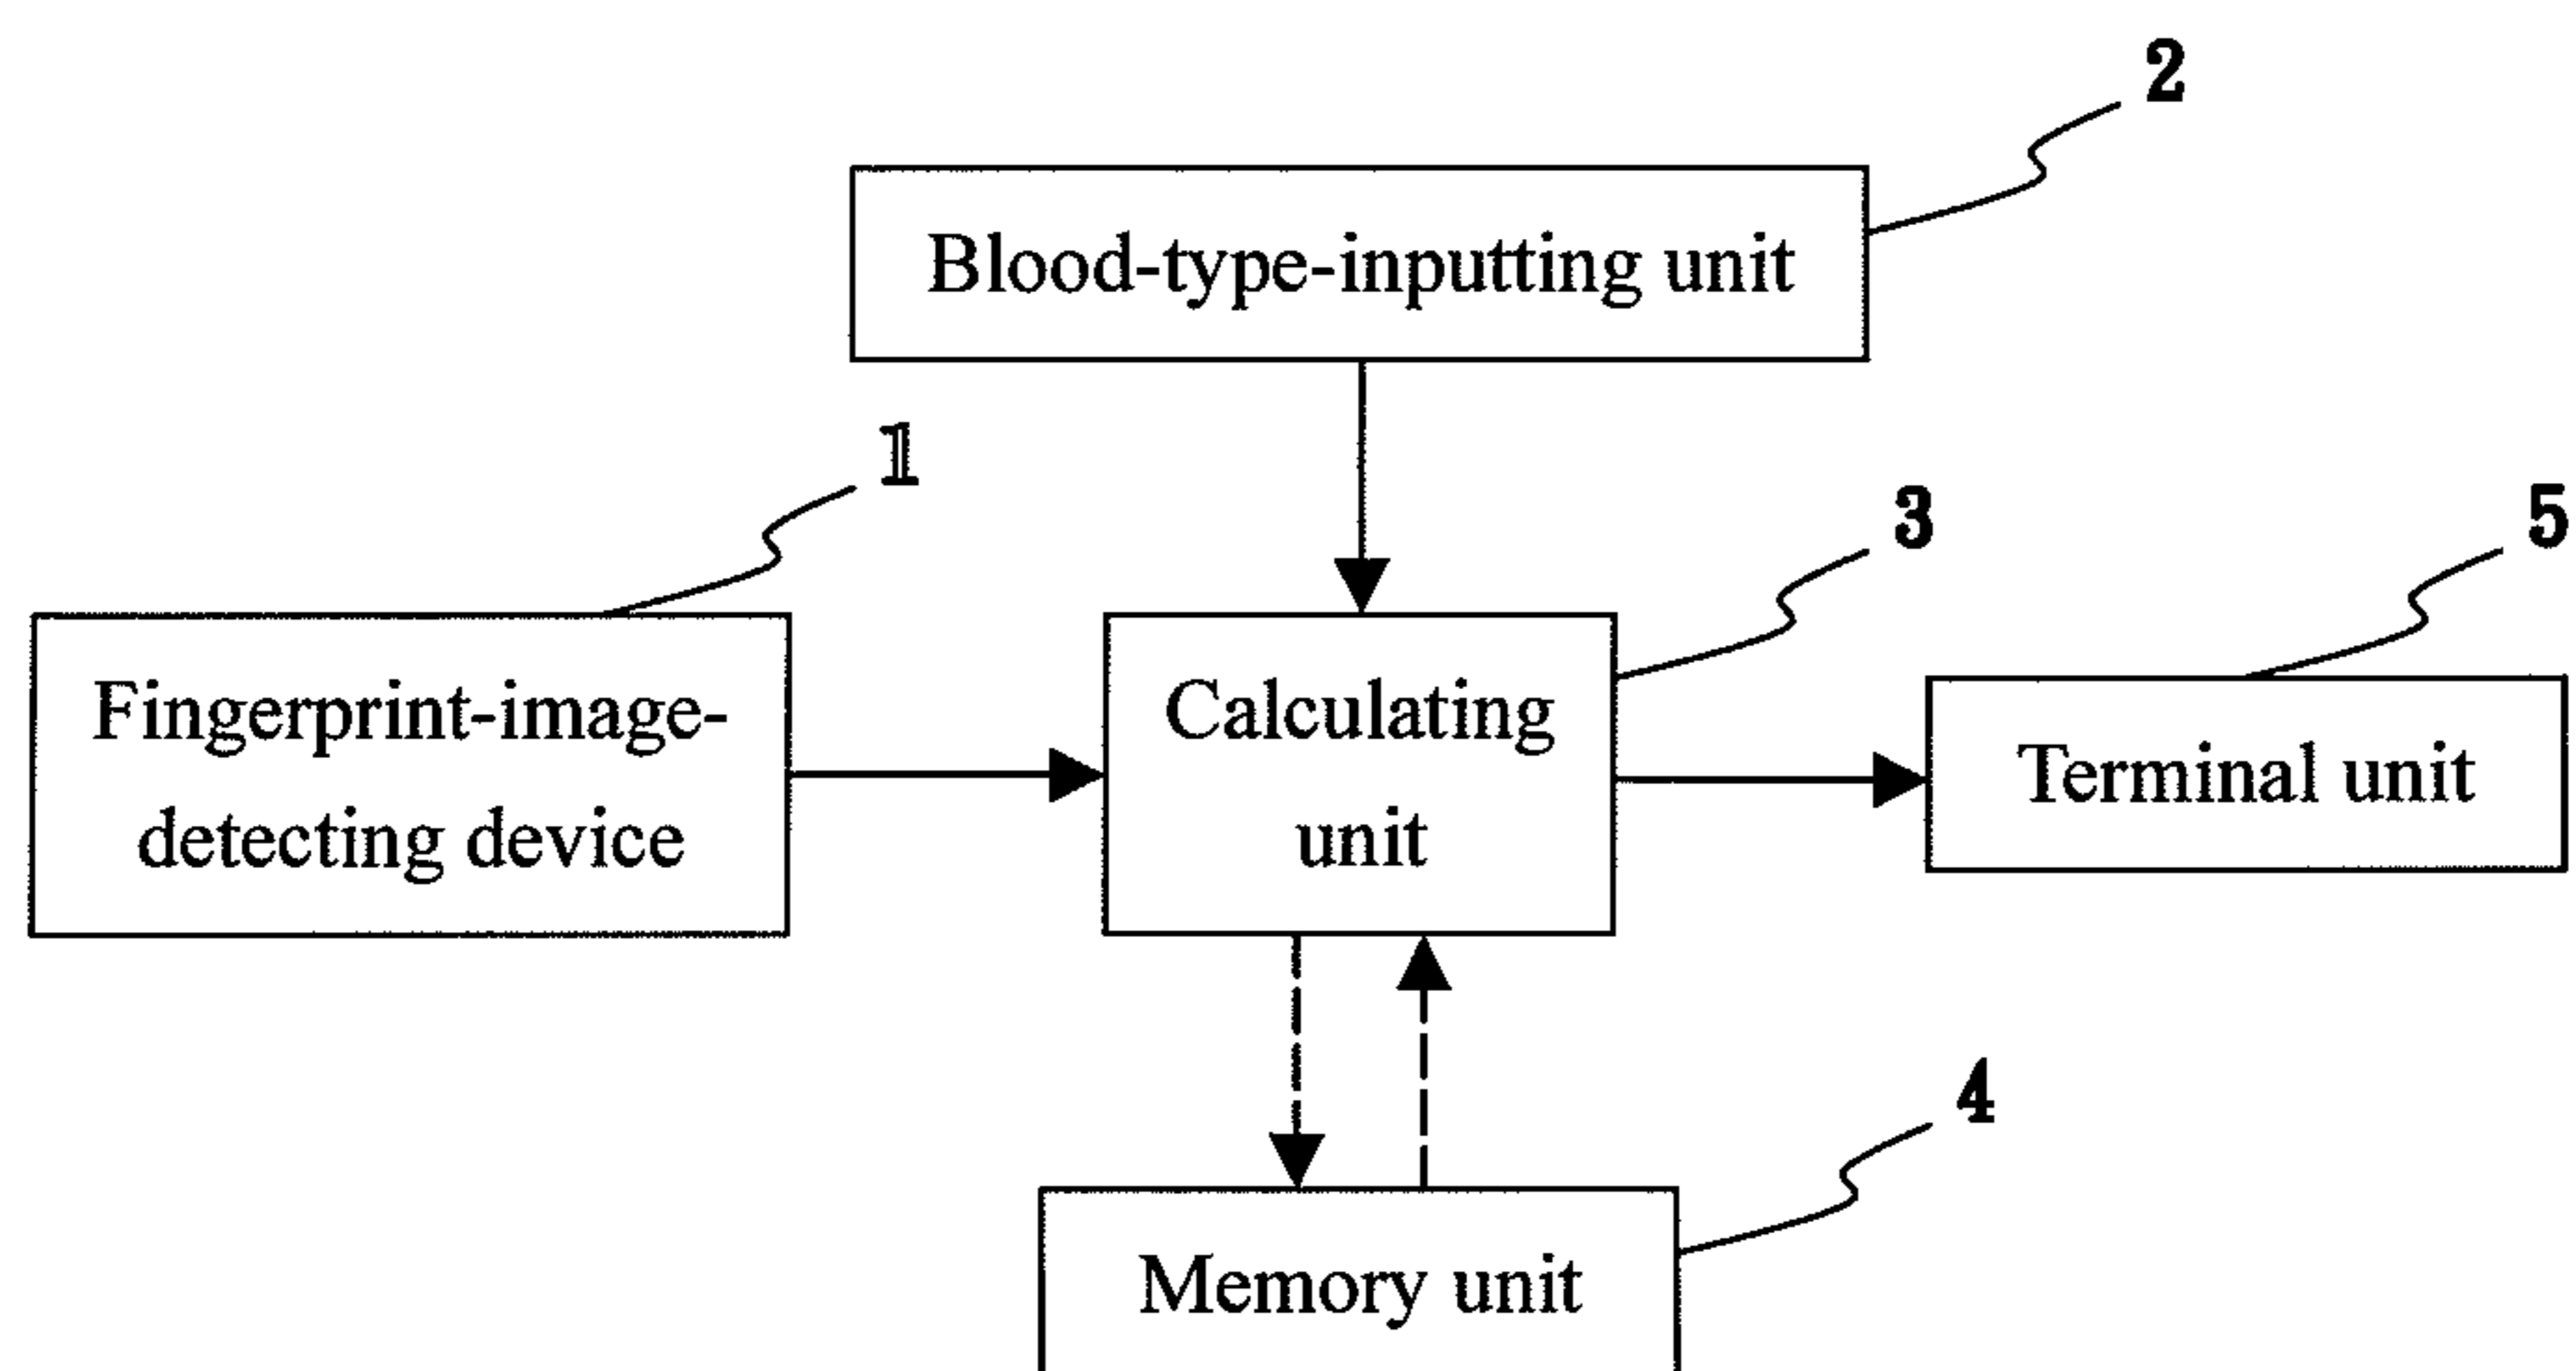 2
Blood-type-inputting unit
1
3
5
Fingerprint-image-
detecting device
Calculating
unit
Terminal unit
4
Memory unit